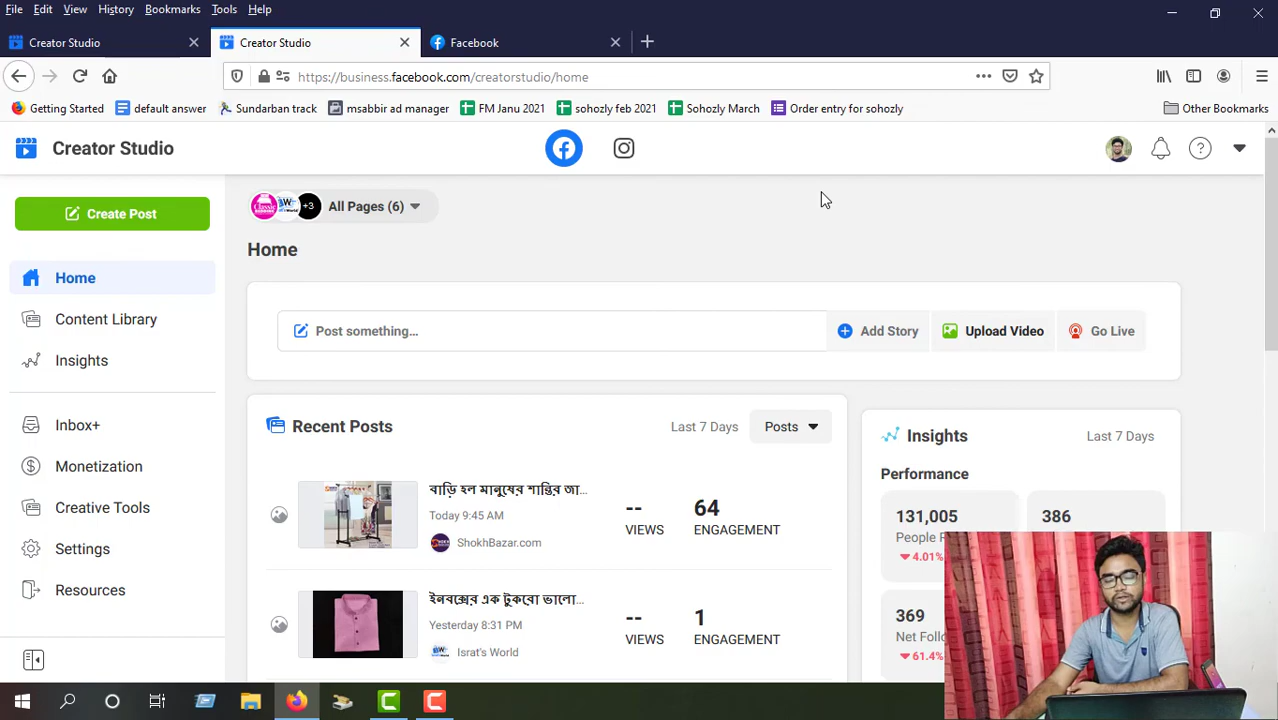 File Edit View History Bookmarks Tools Help
Creator Studio
Creator Studio
Facebook
https://business.facebook.com/creatorstudio/home
Getting Started
default answer
Sundarban track
msabbir ad manager
FM Janu 2021
sohozly feb 2021
Sohozly March
Order entry for sohozly
Other Bookmarks
Creator Studio
Create Post
Home
Content Library
Insights
Inbox+
Monetization
Creative Tools
Settings
Resources
+3 All Pages (6)
Home
Post something...
Add Story
Upload Video
Go Live
Recent Posts
Last 7 Days
Posts
বাড়ি হল মানুষের শান্তির জা...
Today 9:45 AM
ShokhBazar.com
--
VIEWS
64
ENGAGEMENT
ইনবক্সের এক টুকরো ভালো...
Yesterday 8:31 PM
Israt's World
--
VIEWS
1
ENGAGEMENT
Insights
Last 7 Days
Performance
131,005
People
4.01%
386
369
Net
61.4%